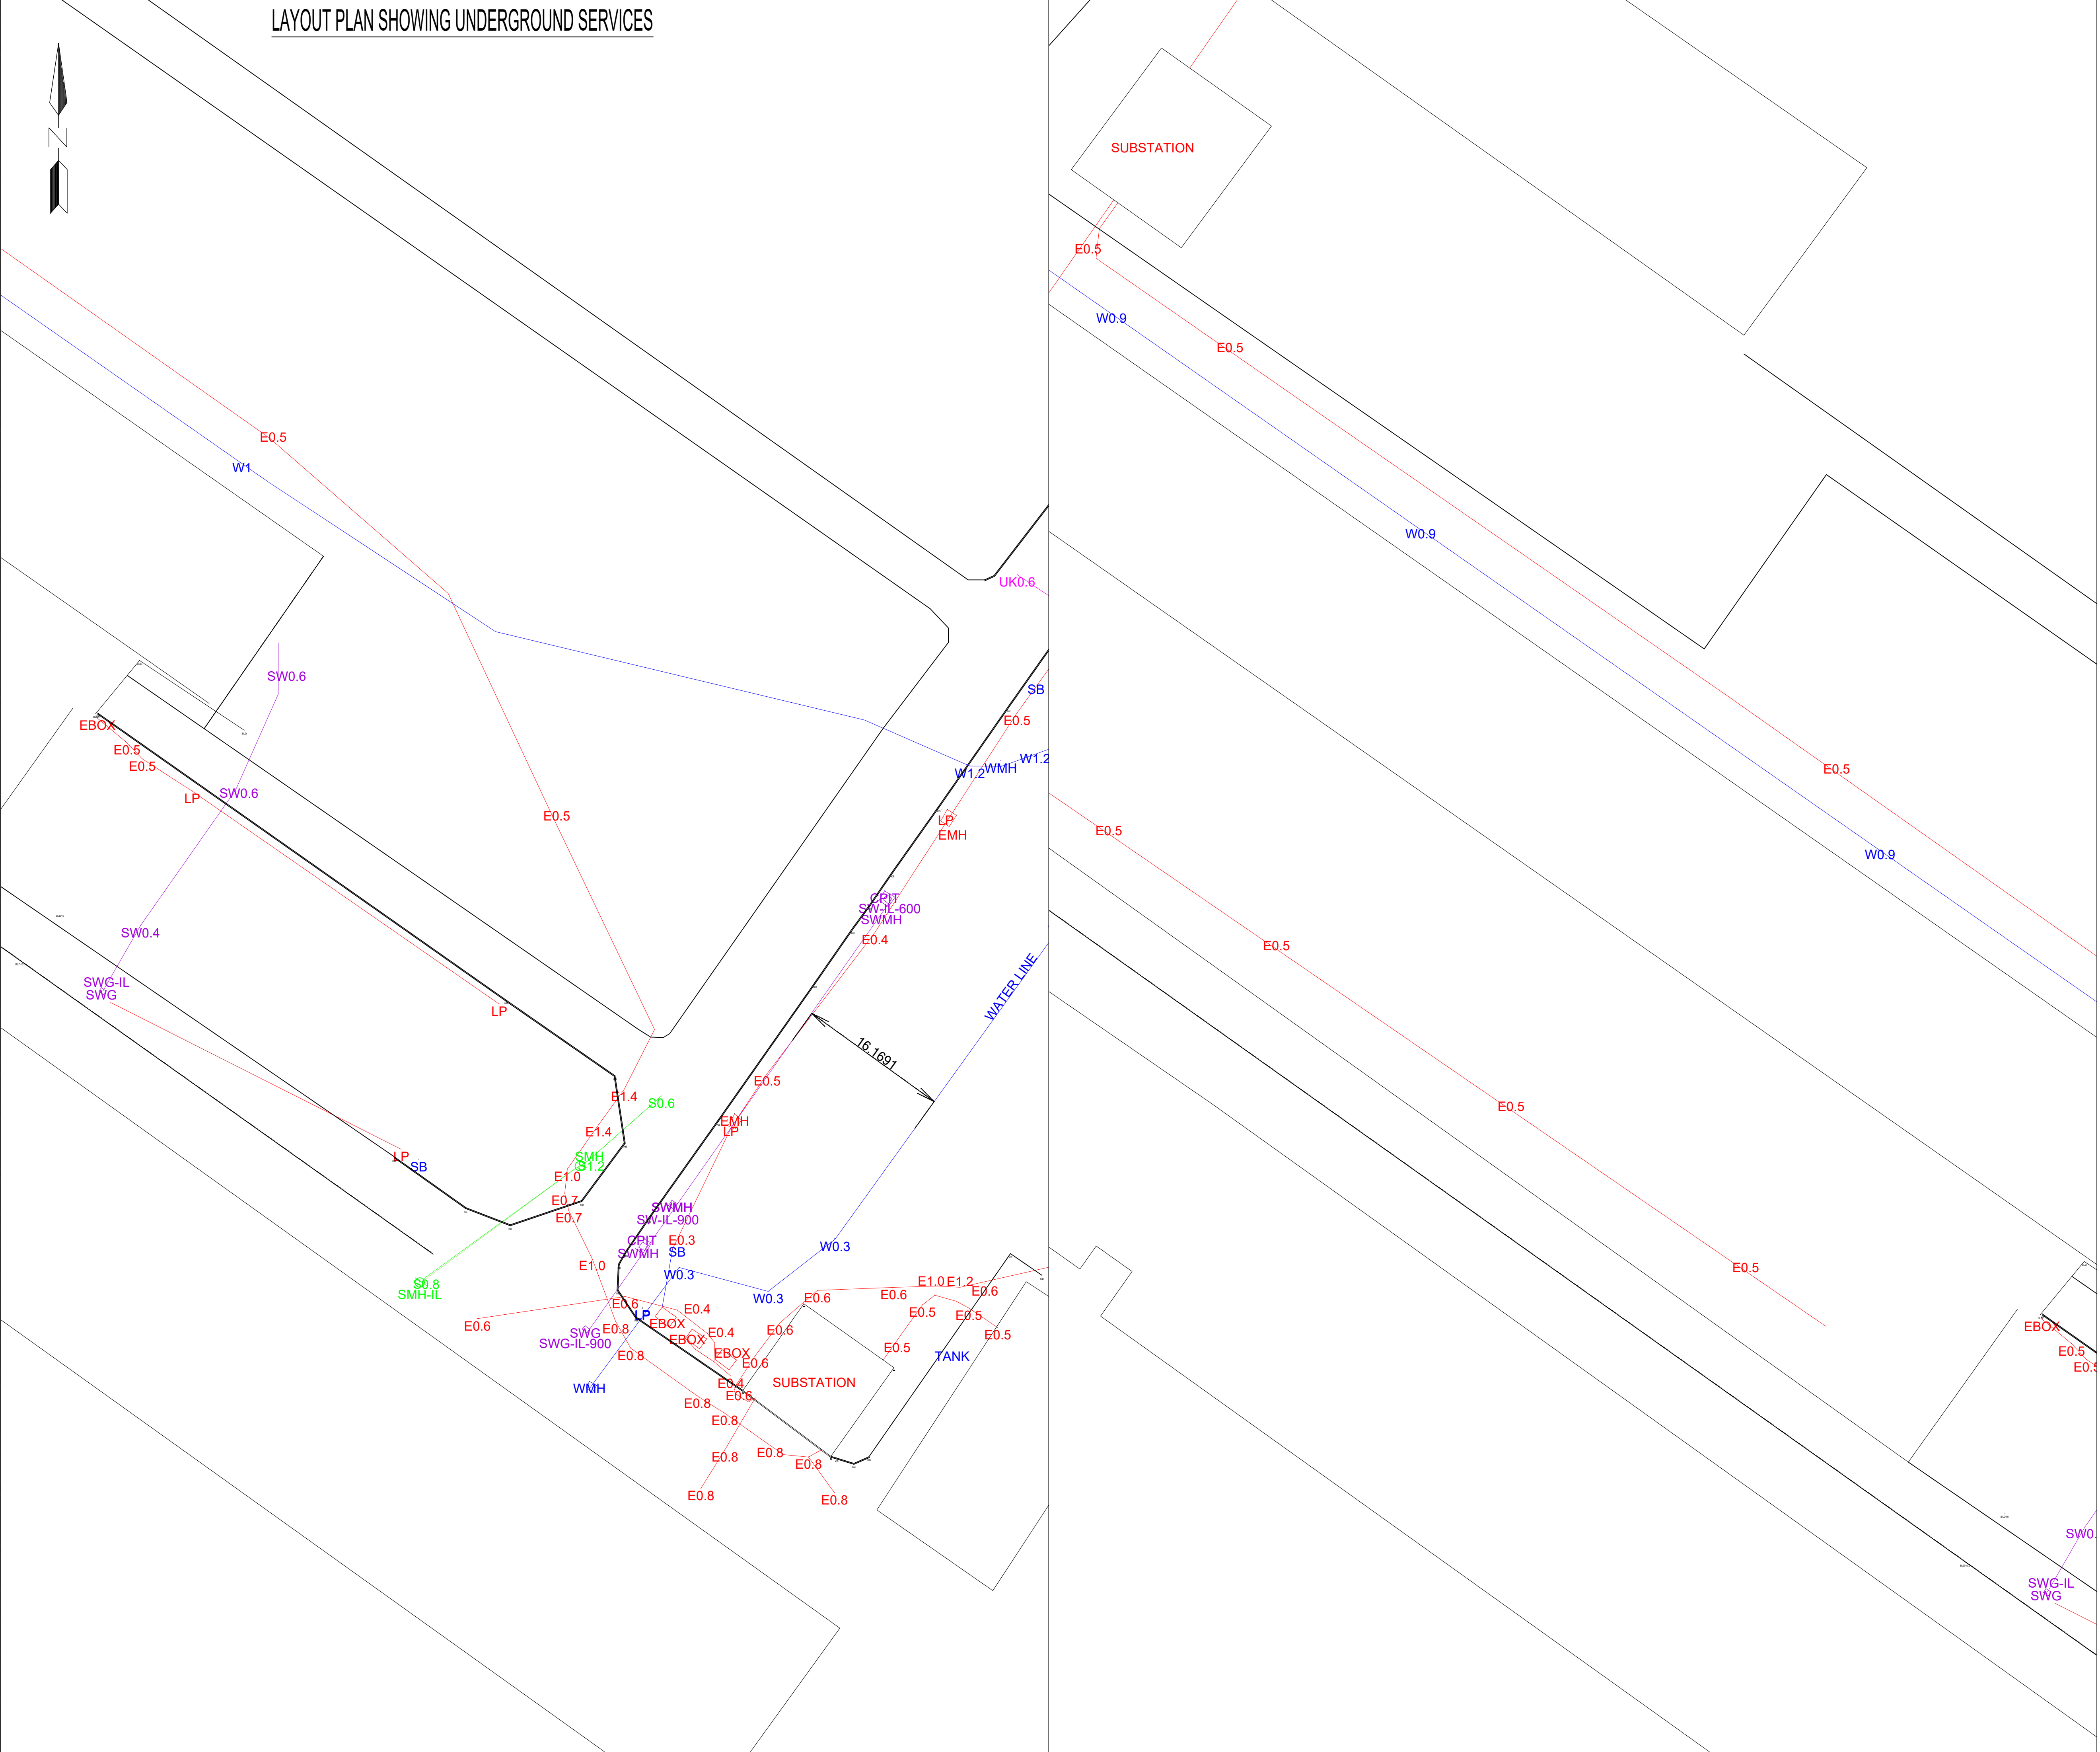 LAYOUT PLAN SHOWING UNDERGROUND SERVICES
N
E0.5
W1
UK0.6
SW0.6
SB
E0.5
EBOX
E0.5
E0.5
W1.2
WMH
W1.2
SW0.6
LP
E0.5
LP
EMH
CPIT
SW-IL-600
SWMH
SW0.4
E0.4
WATER LINE
SWG-IL
SWG
LP
16.1691
E0.5
E1.4
S0.6
EMH
LP
E1.4
SMH
S1.2
LP
SB
E1.0
E0.7
SWMH
SW-IL-900
E0.7
CPIT
SWMH
E0.3
SB
W0.3
E1.0
W0.3
S0.8
SMH-IL
W0.3
E1.0
E1.2
E0.6
E0.6
E0.6
E0.6
E0.4
E0.5
E0.5
LP
EBOX
E0.6
E0.8
SWG
SWG-IL-900
E0.4
E0.6
E0.5
EBOX
E0.5
E0.8
EBOX
TANK
E0.6
WMH
E0.4
SUBSTATION
E0.6
E0.8
E0.8
E0.8
E0.8
E0.8
E0.8
E0.8
SUBSTATION
E0.5
W0.9
E0.5
W0.9
E0.5
E0.5
W0.9
E0.5
E0.5
E0.5
EBOX
E0.5
E0.5
SW0.
SWG-IL
SWG